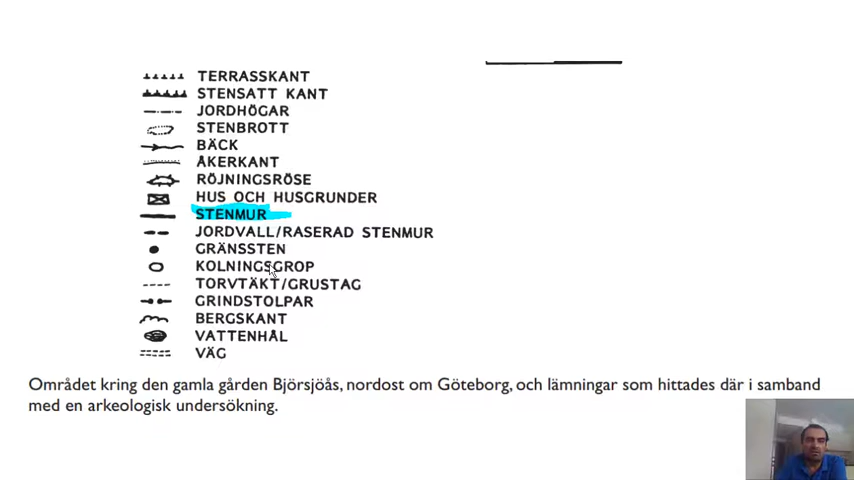 TERRASSKANT
STENSATT KANT
JORDHÖGAR
STENBROTT
BÄCK
ÅKERKANT
RÖJNINGSRÖSE
HUS OCH HUSGRUNDER
STENMUR
JORDVALL/RASERAD STENMUR
GRÄNSSTEN
KOLNINGSGROP
TORVTÄKT/GRUSTAG
GRINDSTOLPAR
BERGSKANT
VATTENHÅL
VÄG
Området kring den gamla gården Björsjöås, nordost om Göteborg, och lämningar som hittades där i samband
med en arkeologisk undersökning.